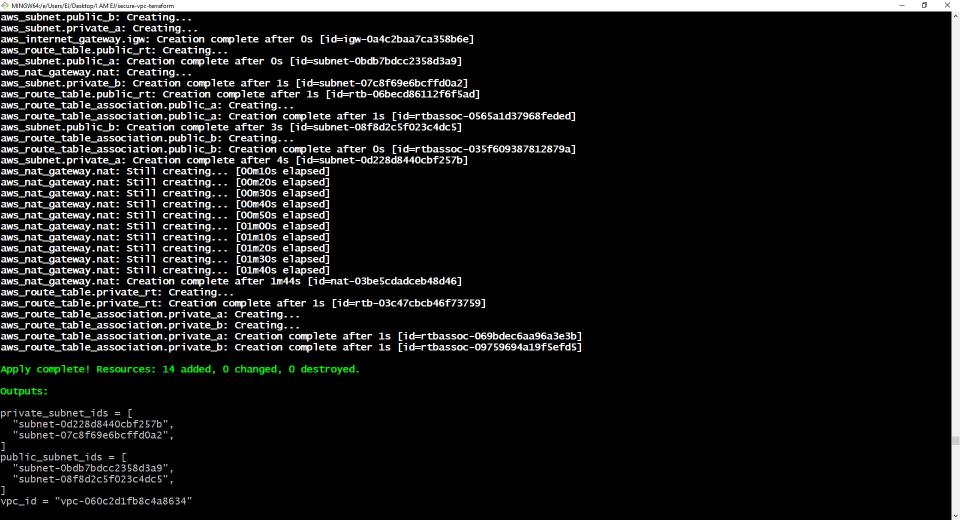 MINGW64:/e/Users/EJ/Desktop/I AM EJ/secure-vpc-terraform
aws_subnet.public_b: Creating...
aws_subnet.private_a: Creating...
aws_internet_gateway.igw: Creation complete after 0s [id=igw-0a4c2baa7ca358b6e]
aws_route_table.public_rt: Creating...
aws_subnet.public_a: Creation complete after 0s [id=subnet-0bdb7bdcc2358d3a9]
aws_nat_gateway.nat: Creating...
aws_subnet.private_b: Creation complete after 1s [id=subnet-07c8f69e6bcffd0a2]
aws_route_table.public_rt: Creation complete after 1s [id=rtb-06becd86112f6f5ad]
aws_route_table_association.public_a: Creating...
aws_route_table_association.public_a: Creation complete after 1s [id=rtbassoc-0565a1d37968feded]
aws_subnet.public_b: Creation complete after 3s [id=subnet-08f8d2c5f023c4dc5]
aws_route_table_association.public_b: Creating...
aws_route_table_association.public_b: Creation complete after 0s [id=rtbassoc-035f609387812879a]
aws_subnet.private_a: Creation complete after 4s [id=subnet-0d228d8440cbf257b]
aws_nat_gateway.nat: Still creating... [00m10s elapsed]
aws_nat_gateway.nat: Still creating... [00m20s elapsed]
aws_nat_gateway.nat: Still creating... [00m30s elapsed]
aws_nat_gateway.nat: Still creating... [00m40s elapsed]
aws_nat_gateway.nat: Still creating... [00m50s elapsed]
aws_nat_gateway.nat: Still creating... [01m00s elapsed]
aws_nat_gateway.nat: Still creating... [01m10s elapsed]
aws_nat_gateway.nat: Still creating... [01m20s elapsed]
aws_nat_gateway.nat: Still creating... [01m30s elapsed]
aws_nat_gateway.nat: Still creating... [01m40s elapsed]
aws_nat_gateway.nat: Creation complete after 1m44s [id=nat-03be5cdadceb48d46]
aws_route_table.private_rt: Creating...
aws_route_table.private_rt: Creation complete after 1s [id=rtb-03c47cbcb46f73759]
aws_route_table_association.private_a: Creating...
aws_route_table_association.private_b: Creating...
aws_route_table_association.private_a: Creation complete after 1s [id=rtbassoc-069bdec6aa96a3e3b]
aws_route_table_association.private_b: Creation complete after 1s [id=rtbassoc-09759694a19f5efd5]
Apply complete! Resources: 14 added, 0 changed, 0 destroyed.
Outputs:
private_subnet_ids = [
"subnet-0d228d8440cbf257b",
"subnet-07c8f69e6bcffd0a2",
]
public_subnet_ids = [
"subnet-0bdb7bdcc2358d3a9",
"subnet-08f8d2c5f023c4dc5",
]
vpc_id = "vpc-060c2d1fb8c4a8634"